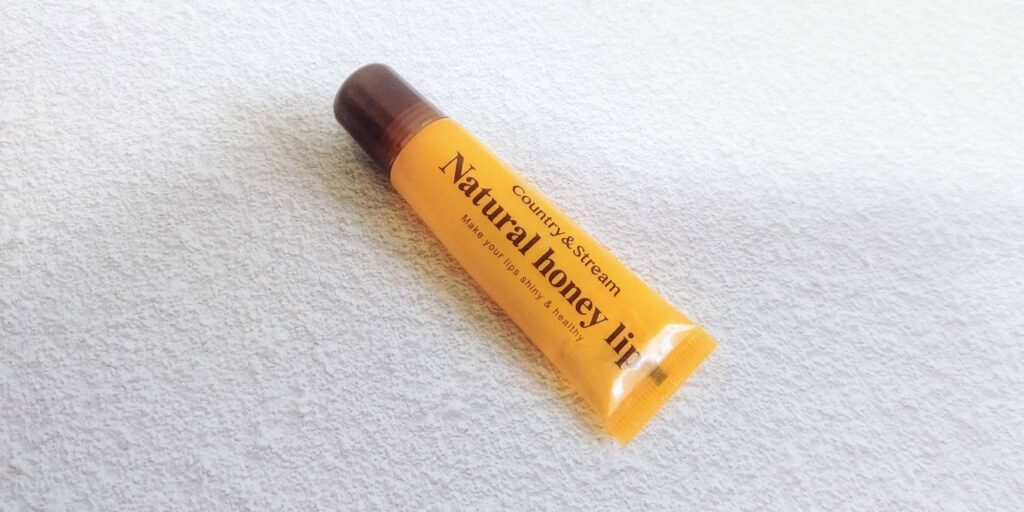 Country&Stream
Natural honey lip
Make your lips shiny & healthy